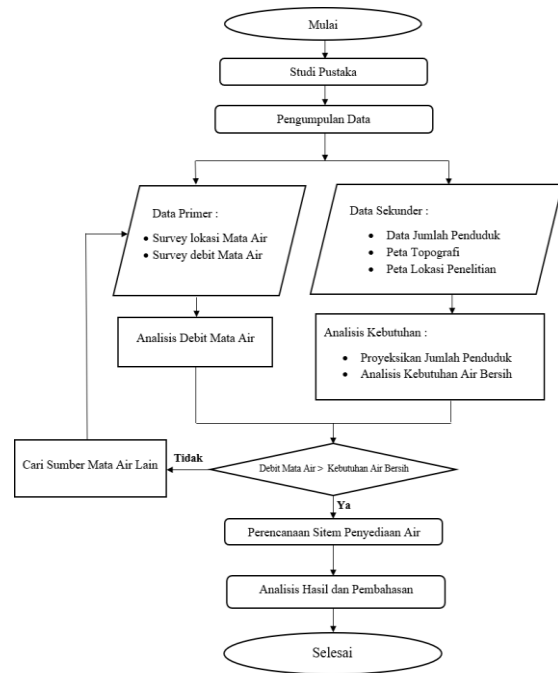 Mulai
Studi Pustaka
Pengumpulan Data
Data Primer :
• Survey lokasi Mata Air
• Survey debit Mata Air
Data Sekunder :
• Data Jumlah Penduduk
• Peta Topografi
• Peta Lokasi Penelitian
Analisis Debit Mata Air
Analisis Kebutuhan :
• Proyeksikan Jumlah Penduduk
• Analisis Kebutuhan Air Bersih
Cari Sumber Mata Air Lain
Tidak
Debit Mata Air > Kebutuhan Air Bersih
Ya
Perencanaan Sitem Penyediaan Air
Analisis Hasil dan Pembahasan
Selesai